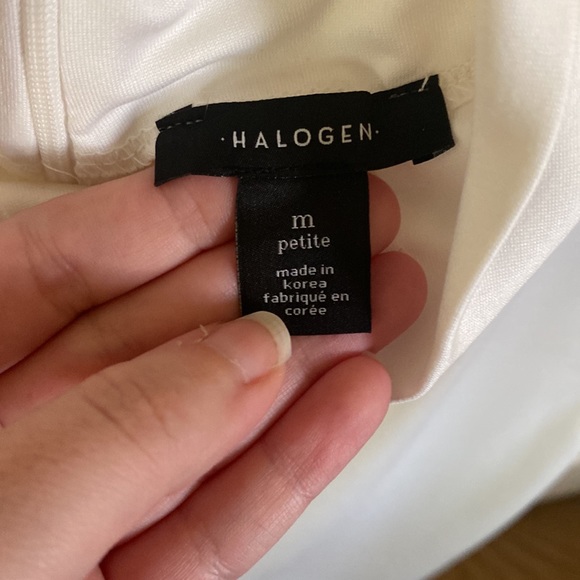 ·HALOGEN·
m
petite
made in
korea
fabriqué en
corée